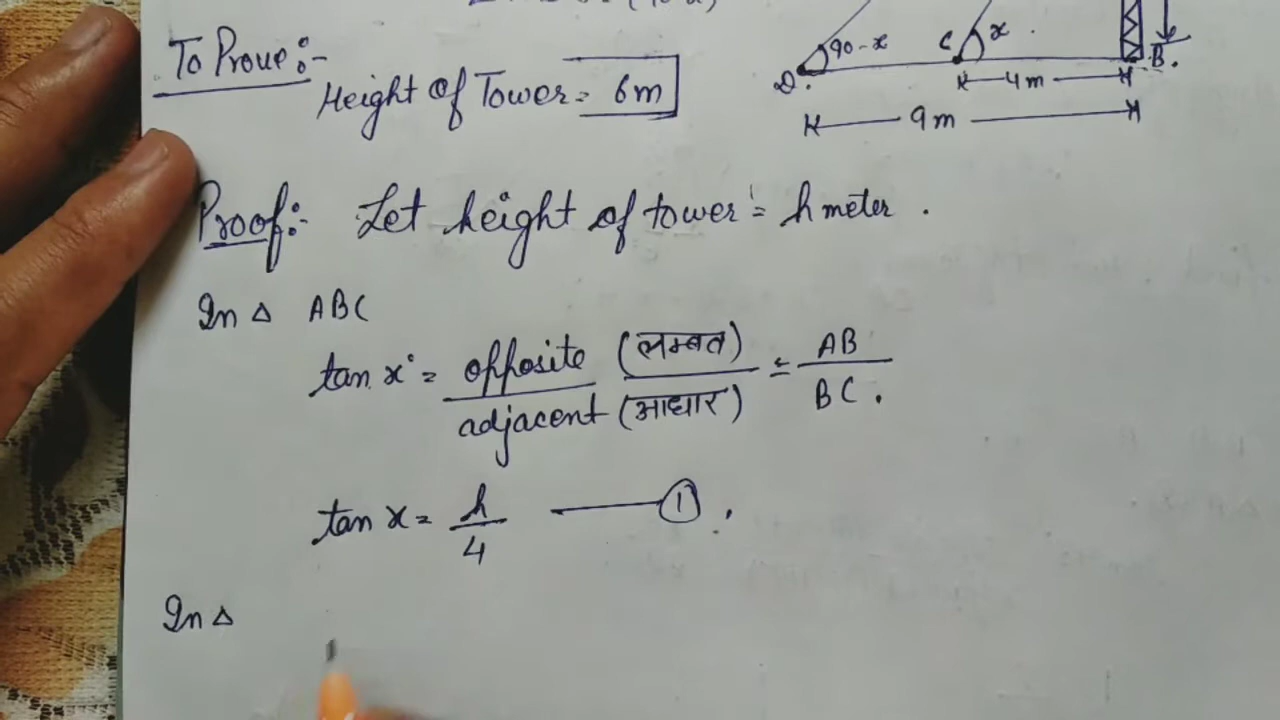 To Prove:-
Height of Tower = 6m
90-x
C
x
D.
4m
B.
9m
Proof:- Let height of tower = h meter.
In △ ABC
tan x° = opposite (लम्बत) / adjacent (आधार) = AB / BC.
tan x = h / 4 ——— ①.
In △